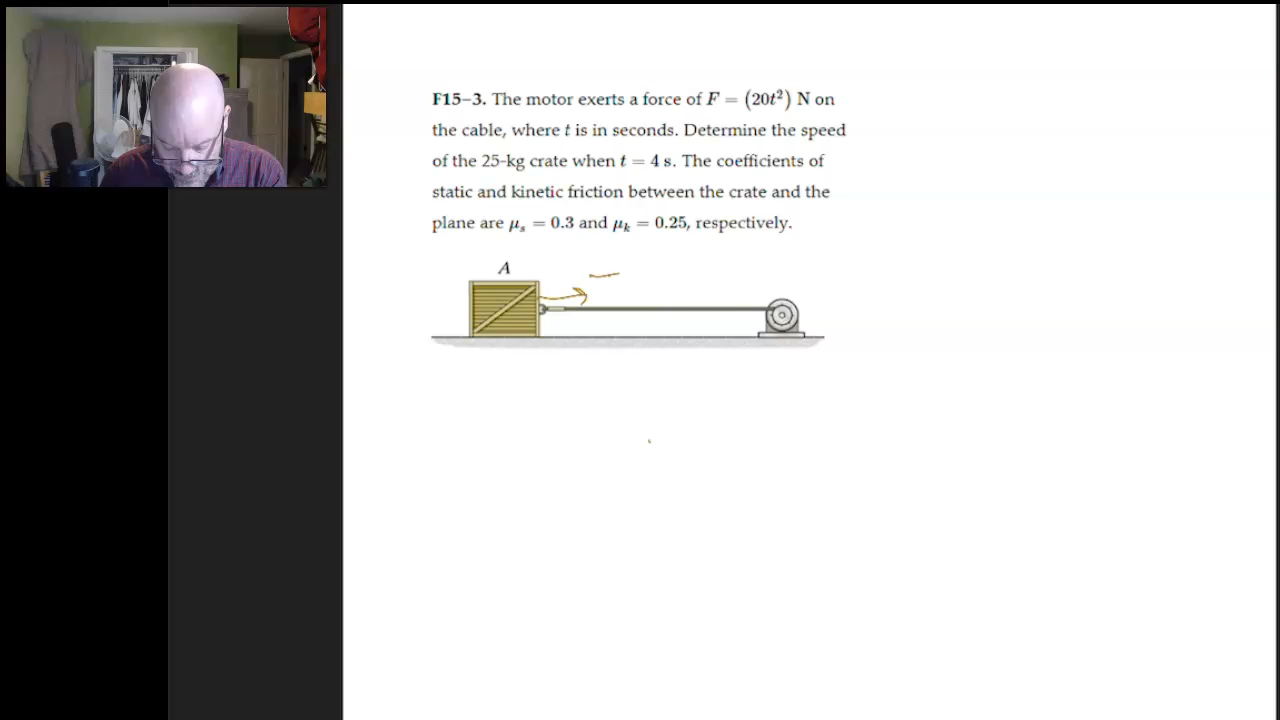 F15–3. The motor exerts a force of F = (20t²) N on
the cable, where t is in seconds. Determine the speed
of the 25-kg crate when t = 4 s. The coefficients of
static and kinetic friction between the crate and the
plane are μₛ = 0.3 and μₖ = 0.25, respectively.
A